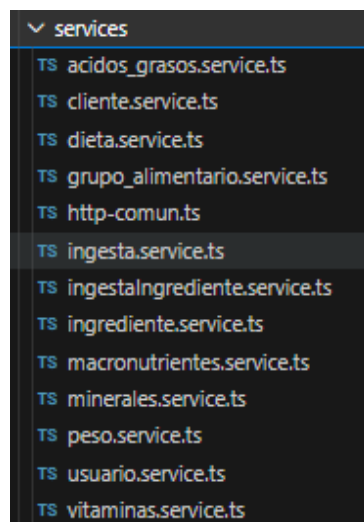 services
TS acidos_grasos.service.ts
TS cliente.service.ts
TS dieta.service.ts
TS grupo_alimentario.service.ts
TS http-comun.ts
TS ingesta.service.ts
TS ingestaIngrediente.service.ts
TS ingrediente.service.ts
TS macronutrientes.service.ts
TS minerales.service.ts
TS peso.service.ts
TS usuario.service.ts
TS vitaminas.service.ts